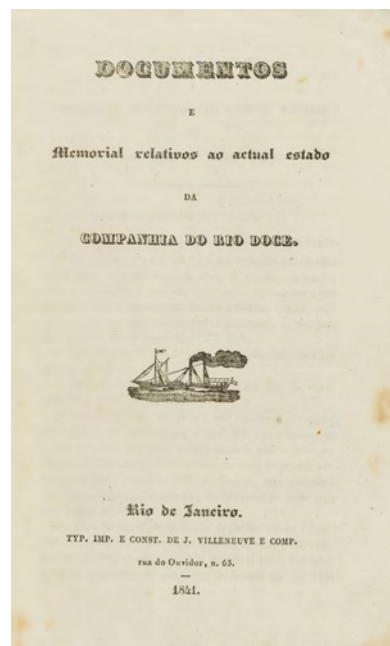 DOCUMENTOS
E
Memorial relativos ao actual estado
DA
COMPANHIA DO RIO DOCE.
Rio de Janeiro.
TYP. IMP. E CONST. DE J. VILLENEUVE E COMP.
rua do Ouvidor, n. 65.
1841.